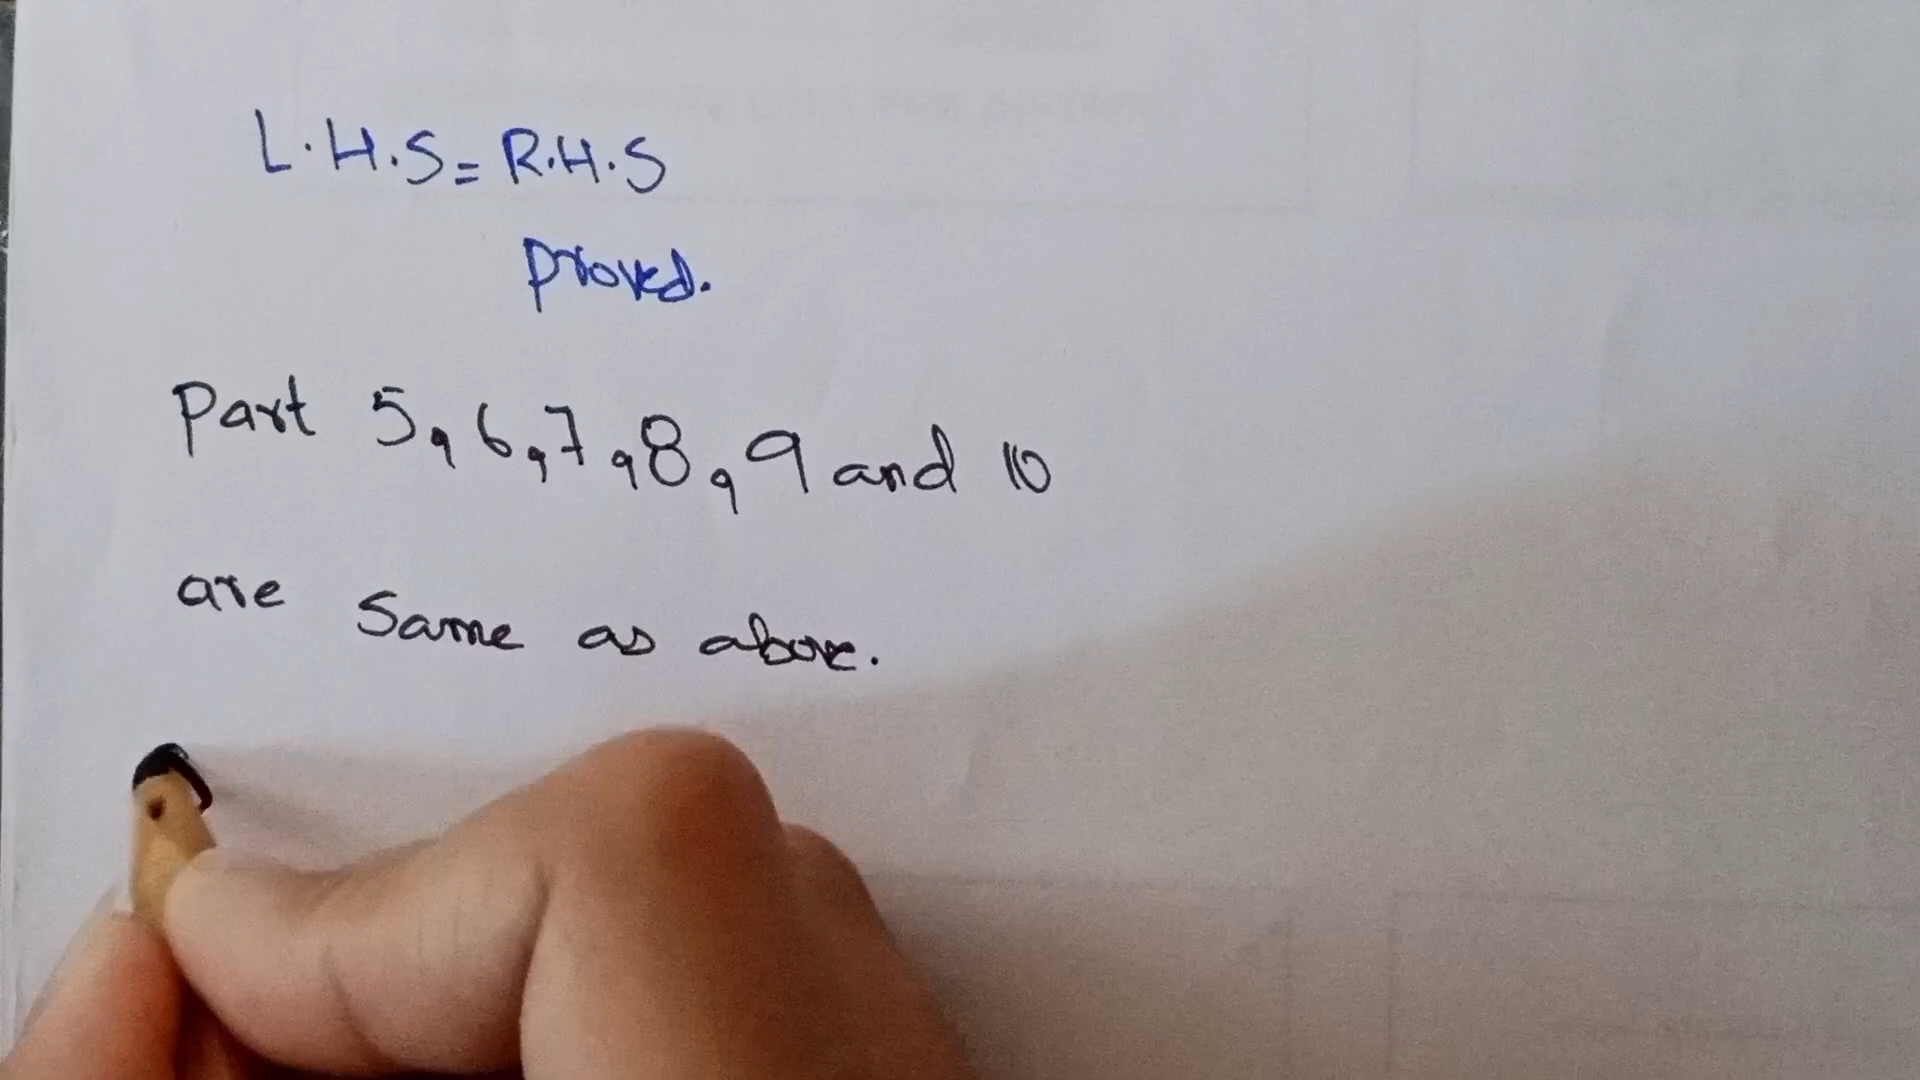 L.H.S = R.H.S
Proved.
Part 5, 6, 7, 8, 9 and 10
are Same as above.